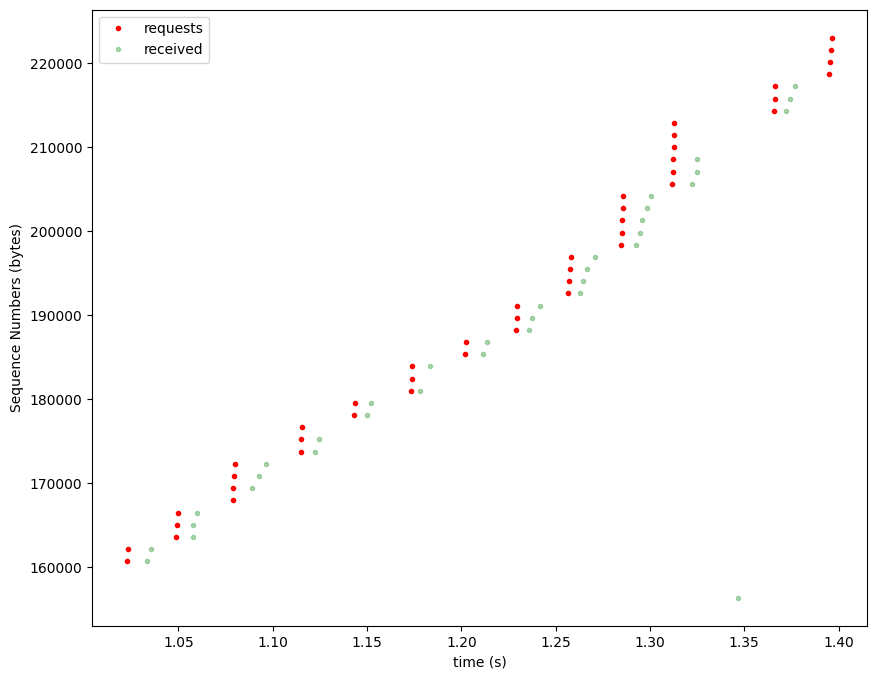 requests
received
220000
210000
200000
190000
180000
170000
160000
Sequence Numbers (bytes)
1.05 1.10 1.15 1.20 1.25 1.30 1.35 1.40
time (s)